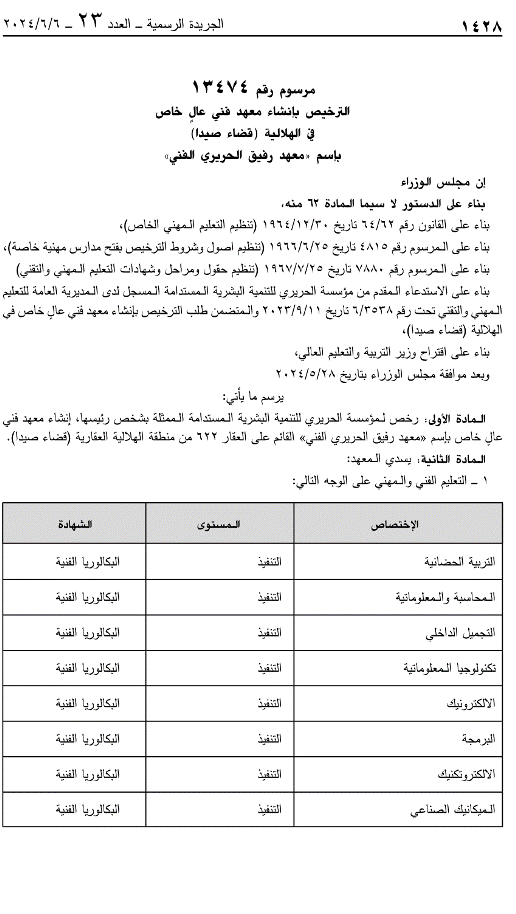 ١٤٢٨ الجريدة الرسمية ــ العدد ٢٣ ــ ٢٠٢٤/٦/٦
مرسوم رقم ١٣٤٧٤
الترخيص بإنشاء معهد فني عالٍ خاص
في الهلالية (قضاء صيدا)
بإسم «معهد رفيق الحريري الفني»
إن مجلس الوزراء
بناء على الدستور لا سيما المادة ٦٢ منه،
بناء على القانون رقم ٦٤/٦٢ تاريخ ١٩٦٤/١٢/٣٠ (تنظيم التعليم المهني الخاص)،
بناء على المرسوم رقم ٤٨١٥ تاريخ ١٩٦٦/٦/٢٥ (تنظيم اصول وشروط الترخيص بفتح مدارس مهنية خاصة)،
بناء على المرسوم رقم ٧٨٨٠ تاريخ ١٩٦٧/٧/٢٥ (تنظيم حقول ومراحل وشهادات التعليم المهني والتقني)
بناء على الاستدعاء المقدم من مؤسسة الحريري للتنمية البشرية المستدامة المسجل لدى المديرية العامة للتعليم
المهني والتقني تحت رقم ٦/٣٥٣٨ تاريخ ٢٠٢٣/٩/١١ والمتضمن طلب الترخيص بإنشاء معهد فني عالٍ خاص في
الهلالية (قضاء صيدا)،
بناء على اقتراح وزير التربية والتعليم العالي،
وبعد موافقة مجلس الوزراء بتاريخ ٢٠٢٤/٥/٢٨
يرسم ما يأتي:
المادة الأولى: رخص لمؤسسة الحريري للتنمية البشرية المستدامة الممثلة بشخص رئيسها، إنشاء معهد فني
عالٍ خاص بإسم «معهد رفيق الحريري الفني» القائم على العقار ٦٢٢ من منطقة الهلالية العقارية (قضاء صيدا).
المادة الثانية: يسدي المعهد:
١ ــ التعليم الفني والمهني على الوجه التالي:
الإختصاص المستوى الشهادة
التربية الحضانية التنفيذ البكالوريا الفنية
المحاسبة والمعلوماتية التنفيذ البكالوريا الفنية
التجميل الداخلي التنفيذ البكالوريا الفنية
تكنولوجيا المعلوماتية التنفيذ البكالوريا الفنية
الالكترونيك التنفيذ البكالوريا الفنية
البرمجة التنفيذ البكالوريا الفنية
الالكتروتكنيك التنفيذ البكالوريا الفنية
الميكانيك الصناعي التنفيذ البكالوريا الفنية